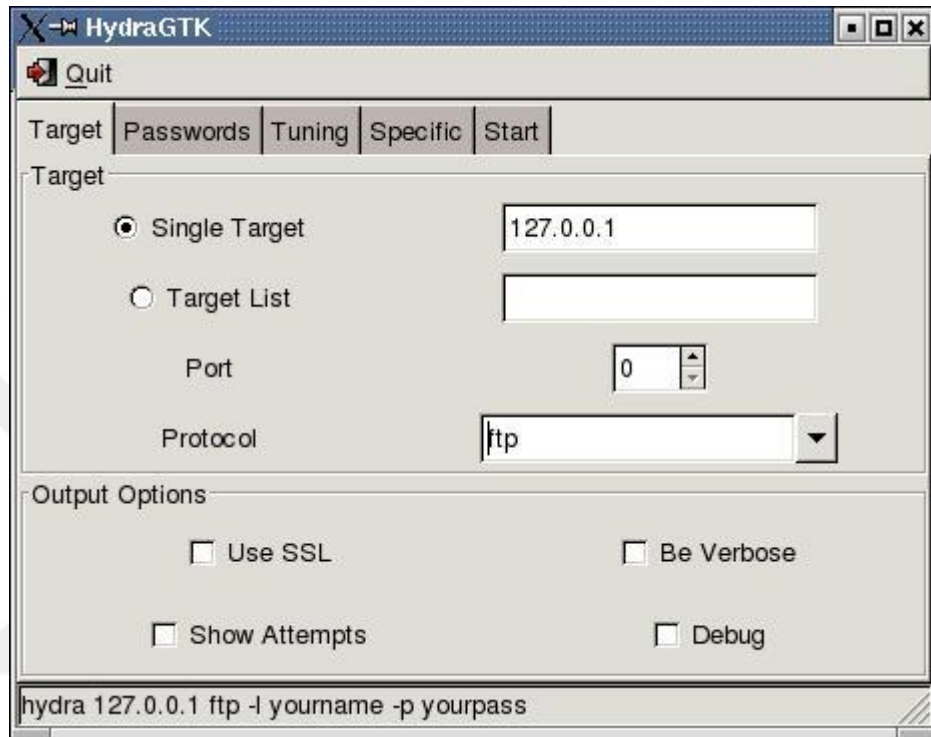 HydraGTK
Quit
Target Passwords Tuning Specific Start
Target
Single Target 127.0.0.1
Target List
Port 0
Protocol ftp
Output Options
Use SSL Be Verbose
Show Attempts Debug
hydra 127.0.0.1 ftp -l yourname -p yourpass